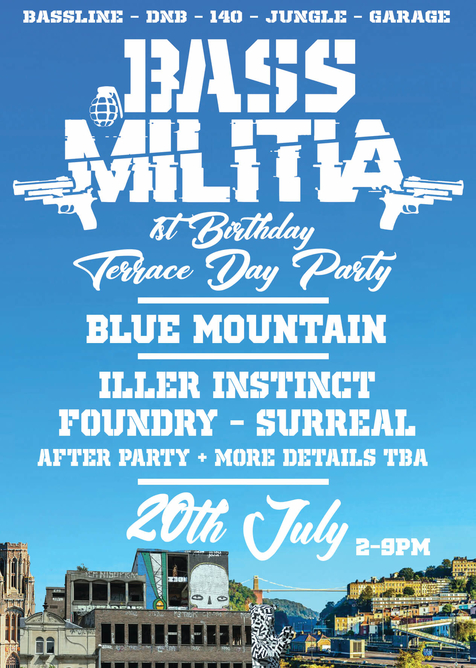 BASSLINE - DNB - 140 - JUNGLE - GARAGE
BASS
MILITIA
1st Birthday
Terrace Day Party
BLUE MOUNTAIN
ILLER INSTINCT
FOUNDRY - SURREAL
AFTER PARTY + MORE DETAILS TBA
20th July
2-9PM